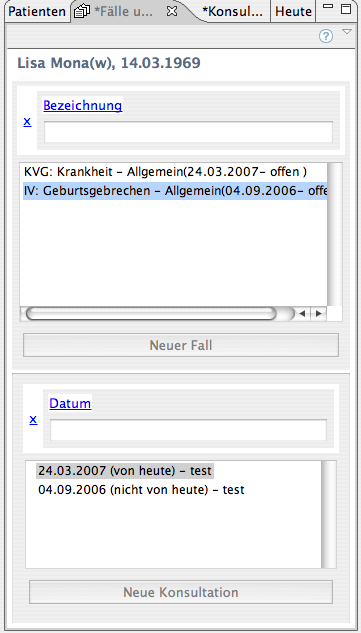 Patienten *Fälle u... *Konsul... Heute
?
Lisa Mona(w), 14.03.1969
Bezeichnung
x
KVG: Krankheit - Allgemein(24.03.2007- offen )
IV: Geburtsgebrechen - Allgemein(04.09.2006- offe
Neuer Fall
Datum
x
24.03.2007 (von heute) - test
04.09.2006 (nicht von heute) - test
Neue Konsultation